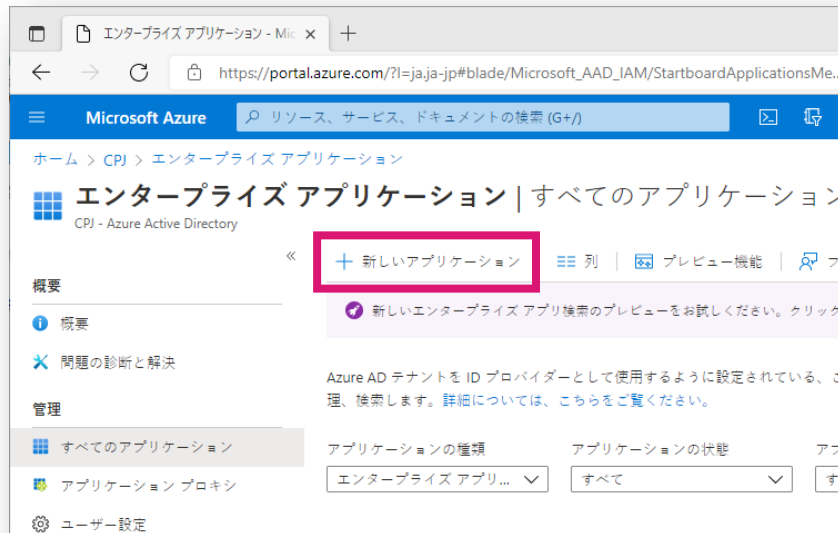 エンタープライズ アプリケーション - Mic
https://portal.azure.com/?l=ja.ja-jp#blade/Microsoft_AAD_IAM/StartboardApplicationsMe...
Microsoft Azure
リソース、サービス、ドキュメントの検索 (G+/)
ホーム > CPJ > エンタープライズ アプリケーション
エンタープライズ アプリケーション | すべてのアプリケーション
CPJ - Azure Active Directory
«
+ 新しいアプリケーション
列
プレビュー機能
概要
新しいエンタープライズ アプリ検索のプレビューをお試しください。クリック
概要
問題の診断と解決
Azure AD テナントを ID プロバイダーとして使用するように設定されている、こ
理、検索します。詳細については、こちらをご覧ください。
管理
すべてのアプリケーション
アプリケーションの種類
アプリケーションの状態
アプ
エンタープライズ アプリ...
すべて
す
アプリケーション プロキシ
ユーザー設定